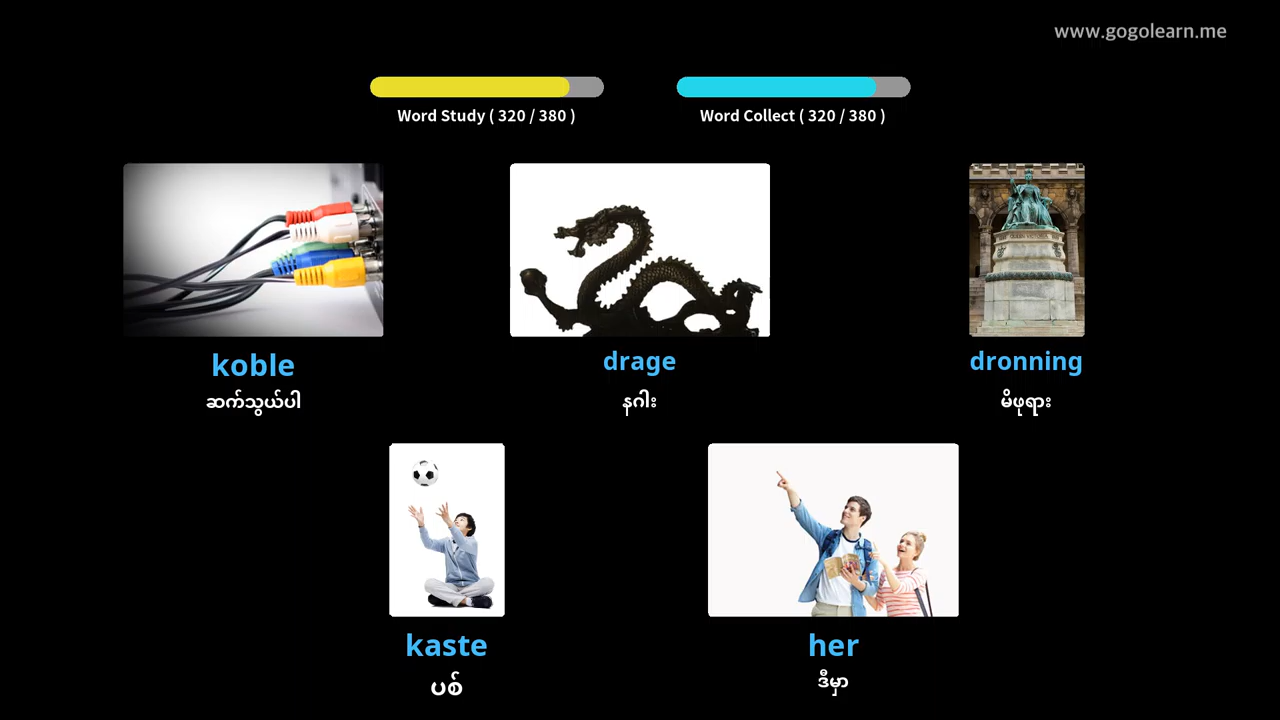 www.gogolearn.me
Word Study ( 320 / 380 )
Word Collect ( 320 / 380 )
koble
ဆက်သွယ်ပါ
drage
နဂါး
dronning
မိဖုရား
kaste
ပစ်
her
ဒီမှာ